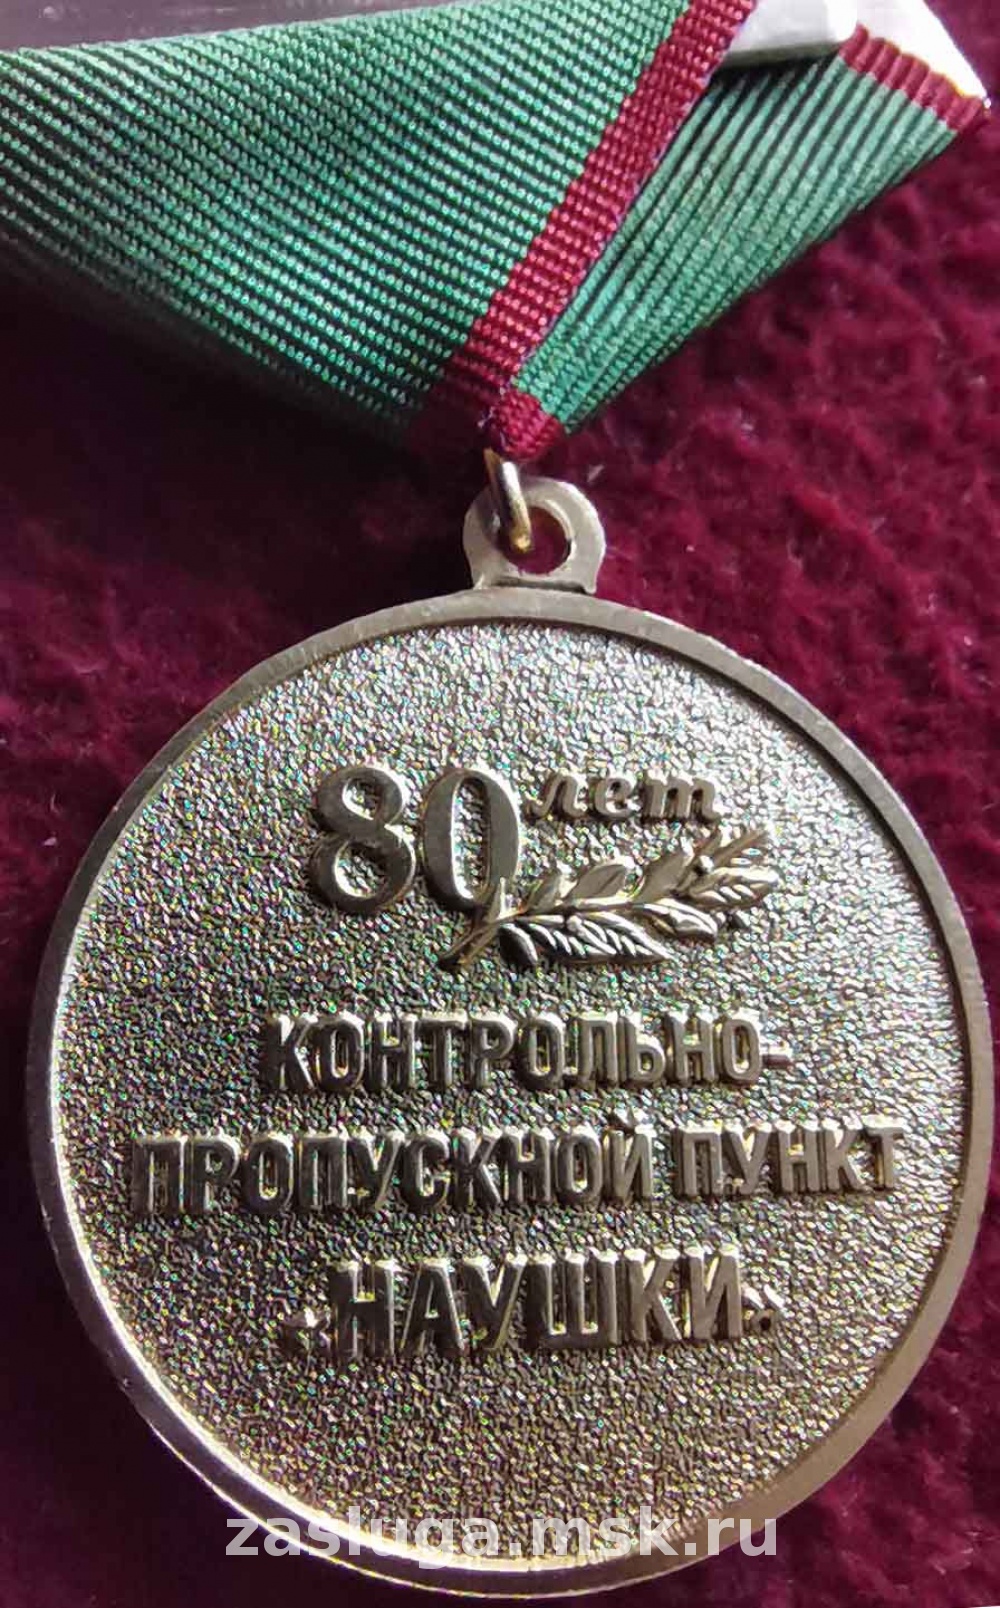 80 лет
КОНТРОЛЬНО-
ПРОПУСКНОЙ ПУНКТ
«НАУШКИ»
zasluga.msk.ru